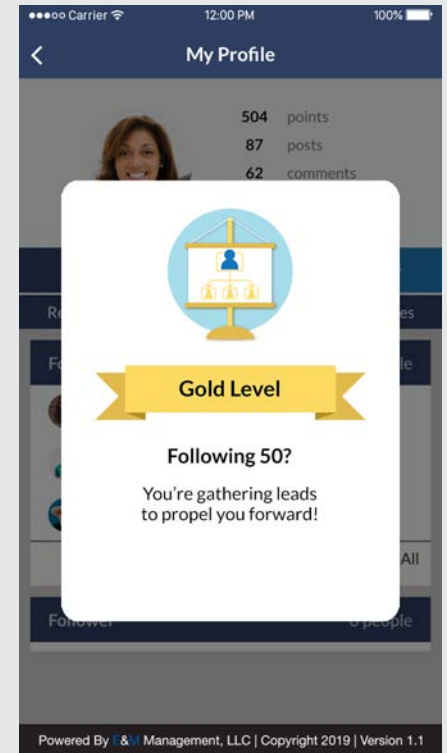 Carrier 12:00 PM 100%
My Profile
504 points
87 posts
62 comments
Gold Level
Following 50?
You're gathering leads
to propel you forward!
All
Follower 6 people
Powered By E&M Management, LLC | Copyright 2019 | Version 1.1